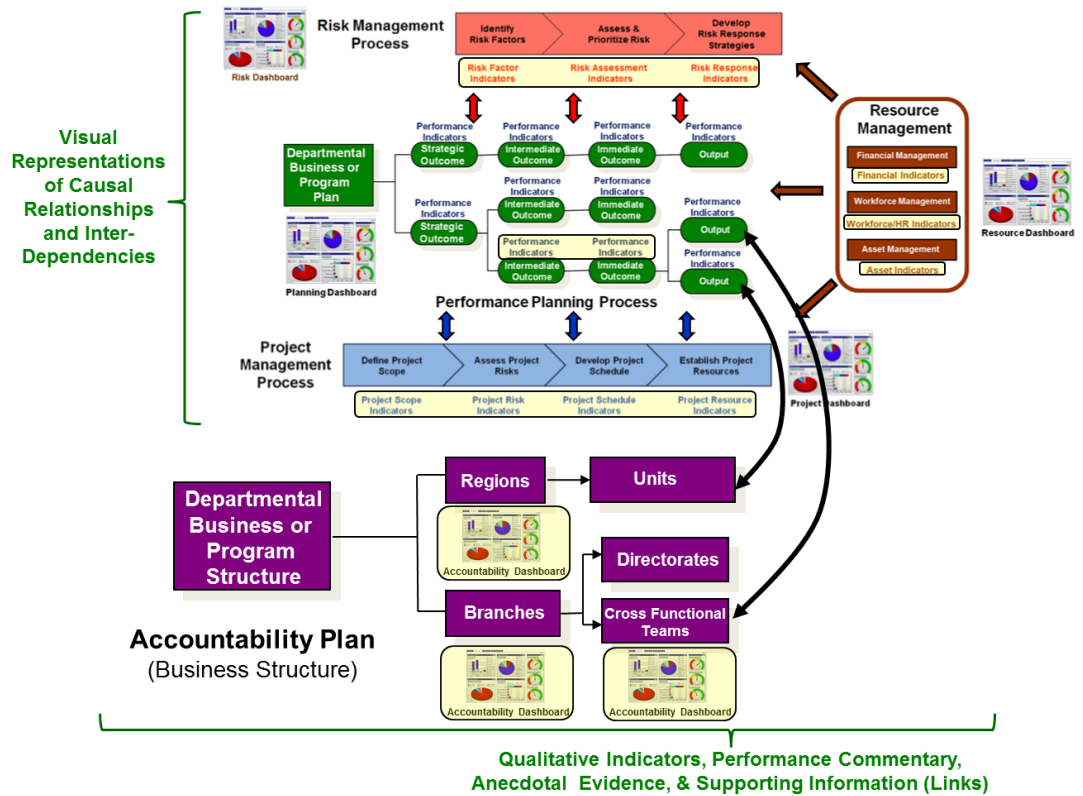 Risk Management
Process
Identify
Risk Factors
Assess &
Prioritize Risk
Develop
Risk Response
Strategies
Risk Dashboard
Risk Factor
Indicators
Risk Assessment
Indicators
Risk Response
Indicators
Visual
Representations
of Causal
Relationships
and Inter-
Dependencies
Departmental
Business or
Program
Plan
Performance
Indicators
Strategic
Outcome
Performance
Indicators
Intermediate
Outcome
Performance
Indicators
Immediate
Outcome
Performance
Indicators
Output
Performance
Indicators
Strategic
Outcome
Performance
Indicators
Intermediate
Outcome
Performance
Indicators
Immediate
Outcome
Performance
Indicators
Output
Performance
Indicators
Intermediate
Outcome
Performance
Indicators
Immediate
Outcome
Performance
Indicators
Output
Planning Dashboard
Performance Planning Process
Resource
Management
Financial Management
Financial Indicators
Workforce Management
Workforce/HR Indicators
Asset Management
Asset Indicators
Resource Dashboard
Project
Management
Process
Define Project
Scope
Assess Project
Risks
Develop Project
Schedule
Establish Project
Resources
Project Scope
Indicators
Project Risk
Indicators
Project Schedule
Indicators
Project Resource
Indicators
Project Dashboard
Departmental
Business or
Program
Structure
Regions
Units
Accountability Dashboard
Directorates
Branches
Cross Functional
Teams
Accountability Dashboard
Accountability Dashboard
Accountability Plan
(Business Structure)
Qualitative Indicators, Performance Commentary,
Anecdotal Evidence, & Supporting Information (Links)